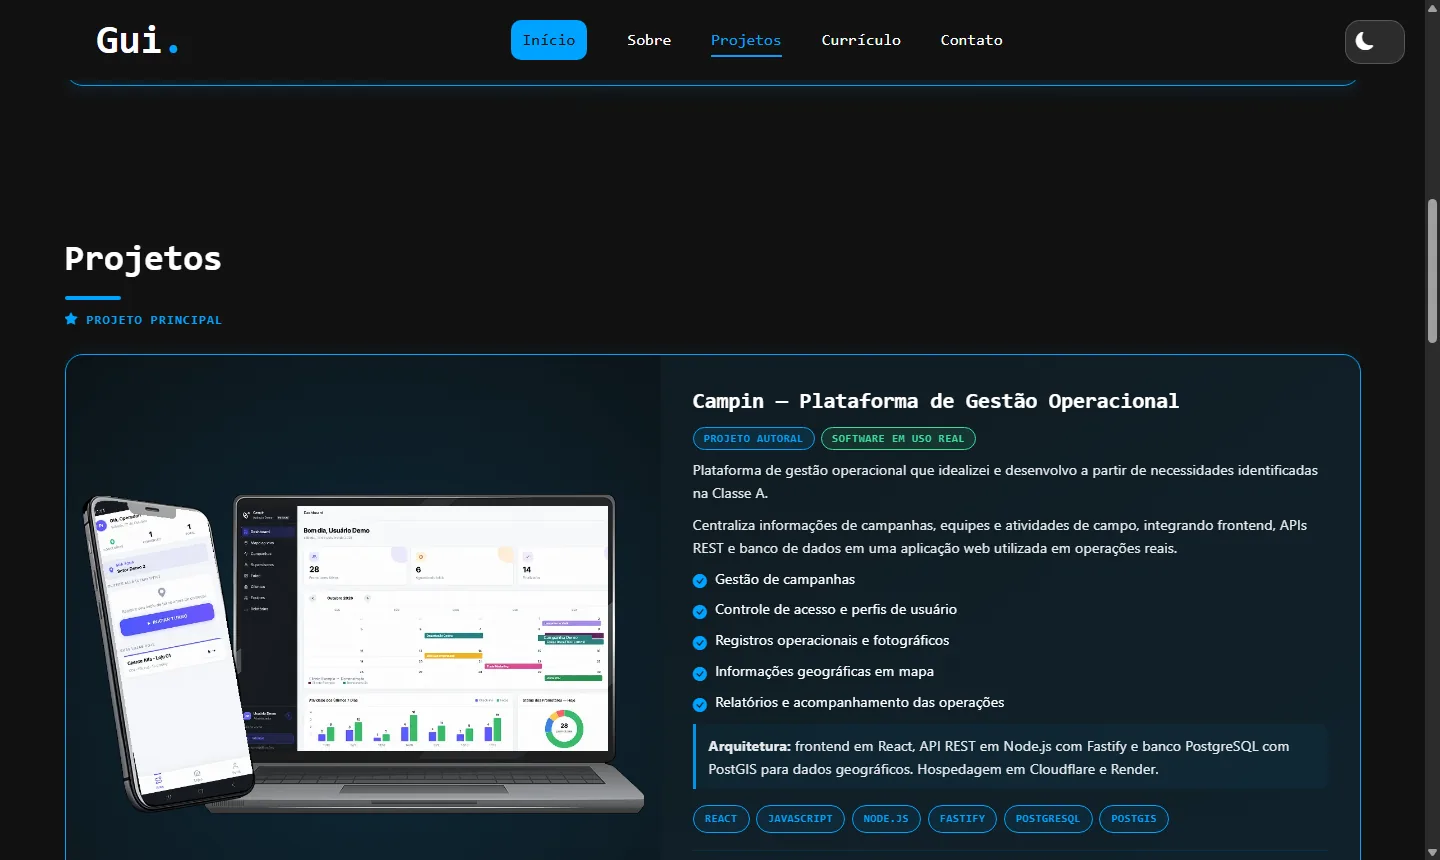 Gui.
Início
Sobre
Projetos
Currículo
Contato
Projetos
PROJETO PRINCIPAL
Campin — Plataforma de Gestão Operacional
PROJETO AUTORAL
SOFTWARE EM USO REAL
Plataforma de gestão operacional que idealizei e desenvolvo a partir de necessidades identificadas
na Classe A.
Centraliza informações de campanhas, equipes e atividades de campo, integrando frontend, APIs
REST e banco de dados em uma aplicação web utilizada em operações reais.
Gestão de campanhas
Controle de acesso e perfis de usuário
Registros operacionais e fotográficos
Informações geográficas em mapa
Relatórios e acompanhamento das operações
Arquitetura: frontend em React, API REST em Node.js com Fastify e banco PostgreSQL com
PostGIS para dados geográficos. Hospedagem em Cloudflare e Render.
REACT
JAVASCRIPT
NODE.JS
FASTIFY
POSTGRESQL
POSTGIS
Dashboard
Bom dia, Usuário Demo
28
6
14
Outubro 2026
28
INICIAR TURNO